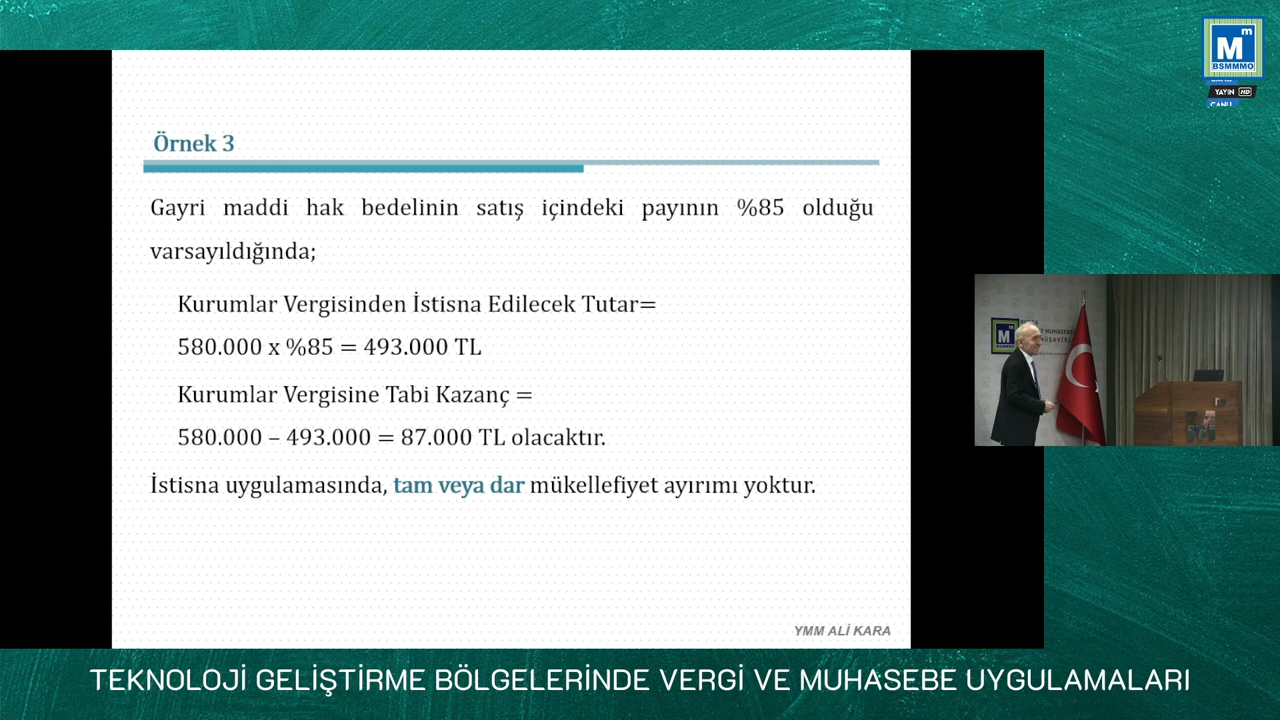 Örnek 3
Gayri maddi hak bedelinin satış içindeki payının %85 olduğu
varsayıldığında;
Kurumlar Vergisinden İstisna Edilecek Tutar=
580.000 x %85 = 493.000 TL
Kurumlar Vergisine Tabi Kazanç =
580.000 – 493.000 = 87.000 TL olacaktır.
İstisna uygulamasında, tam veya dar mükellefiyet ayırımı yoktur.
YMM ALİ KARA
Mm
BSMMMO
YAYIN HD
CANLI
TEKNOLOJİ GELİŞTİRME BÖLGELERİNDE VERGİ VE MUHASEBE UYGULAMALARI